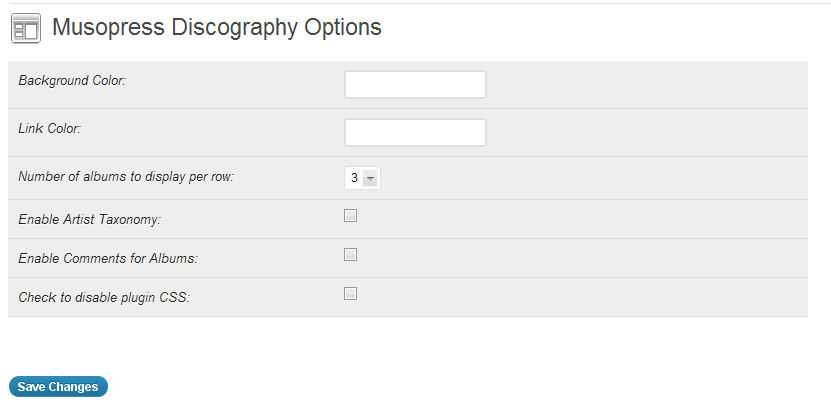 Musopress Discography Options
Background Color:
Link Color:
Number of albums to display per row:
3
Enable Artist Taxonomy:
Enable Comments for Albums:
Check to disable plugin CSS:
Save Changes